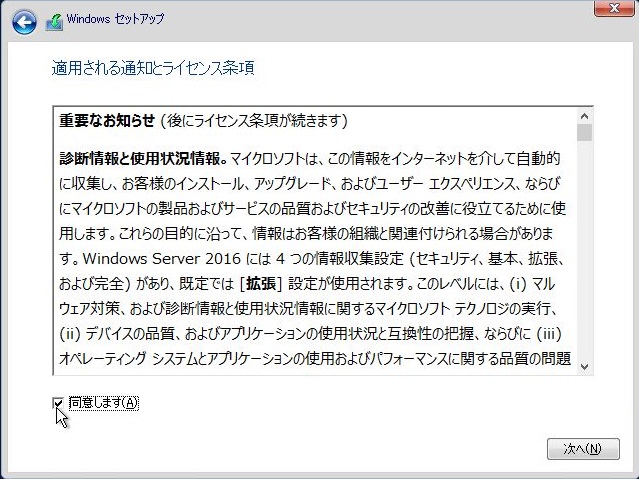 Windows セットアップ
適用される通知とライセンス条項
重要なお知らせ (後にライセンス条項が続きます)
診断情報と使用状況情報。マイクロソフトは、この情報をインターネットを介して自動的
に収集し、お客様のインストール、アップグレード、およびユーザー エクスペリエンス、ならび
にマイクロソフトの製品およびサービスの品質およびセキュリティの改善に役立てるために使
用します。これらの目的に沿って、情報はお客様の組織と関連付けられる場合がありま
す。Windows Server 2016 には 4 つの情報収集設定 (セキュリティ、基本、拡張、
および完全) があり、既定では [拡張] 設定が使用されます。このレベルには、(i) マル
ウェア対策、および診断情報と使用状況情報に関するマイクロソフト テクノロジの実行、
(ii) デバイスの品質、およびアプリケーションの使用状況と互換性の把握、ならびに (iii)
オペレーティング システムとアプリケーションの使用およびパフォーマンスに関する品質の問題
同意します(A)
次へ(N)